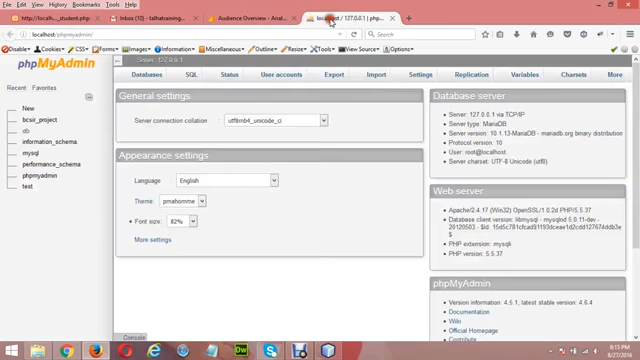 File Edit View History Bookmarks Tools Help
http://localh..._student.php
Inbox (10) - talhatraining...
Audience Overview - Anal...
localhost / 127.0.0.1 | php...
localhost/phpmyadmin/
Search
Disable Cookies CSS Forms Images Information Miscellaneous Outline Resize Tools View Source Options
phpMyAdmin
Server: 127.0.0.1
Databases SQL Status User accounts Export Import Settings Replication Variables Charsets More
Recent Favorites
New
bcsir_project
db
information_schema
mysql
performance_schema
phpmyadmin
test
General settings
Server connection collation : utf8mb4_unicode_ci
Appearance settings
Language : English
Theme: pmahomme
Font size: 82%
More settings
Database server
Server: 127.0.0.1 via TCP/IP
Server type: MariaDB
Server version: 10.1.13-MariaDB - mariadb.org binary distribution
Protocol version: 10
User: root@localhost
Server charset: UTF-8 Unicode (utf8)
Web server
Apache/2.4.17 (Win32) OpenSSL/1.0.2d PHP/5.5.37
Database client version: libmysql - mysqlnd 5.0.11-dev -
20120503 -
PHP extension: mysqli
PHP version: 5.5.37
phpMyAdmin
Version information: 4.5.1, latest stable version: 4.6.4
Documentation
Wiki
Official Homepage
Contribute
Console
8:15 PM
8/27/2016